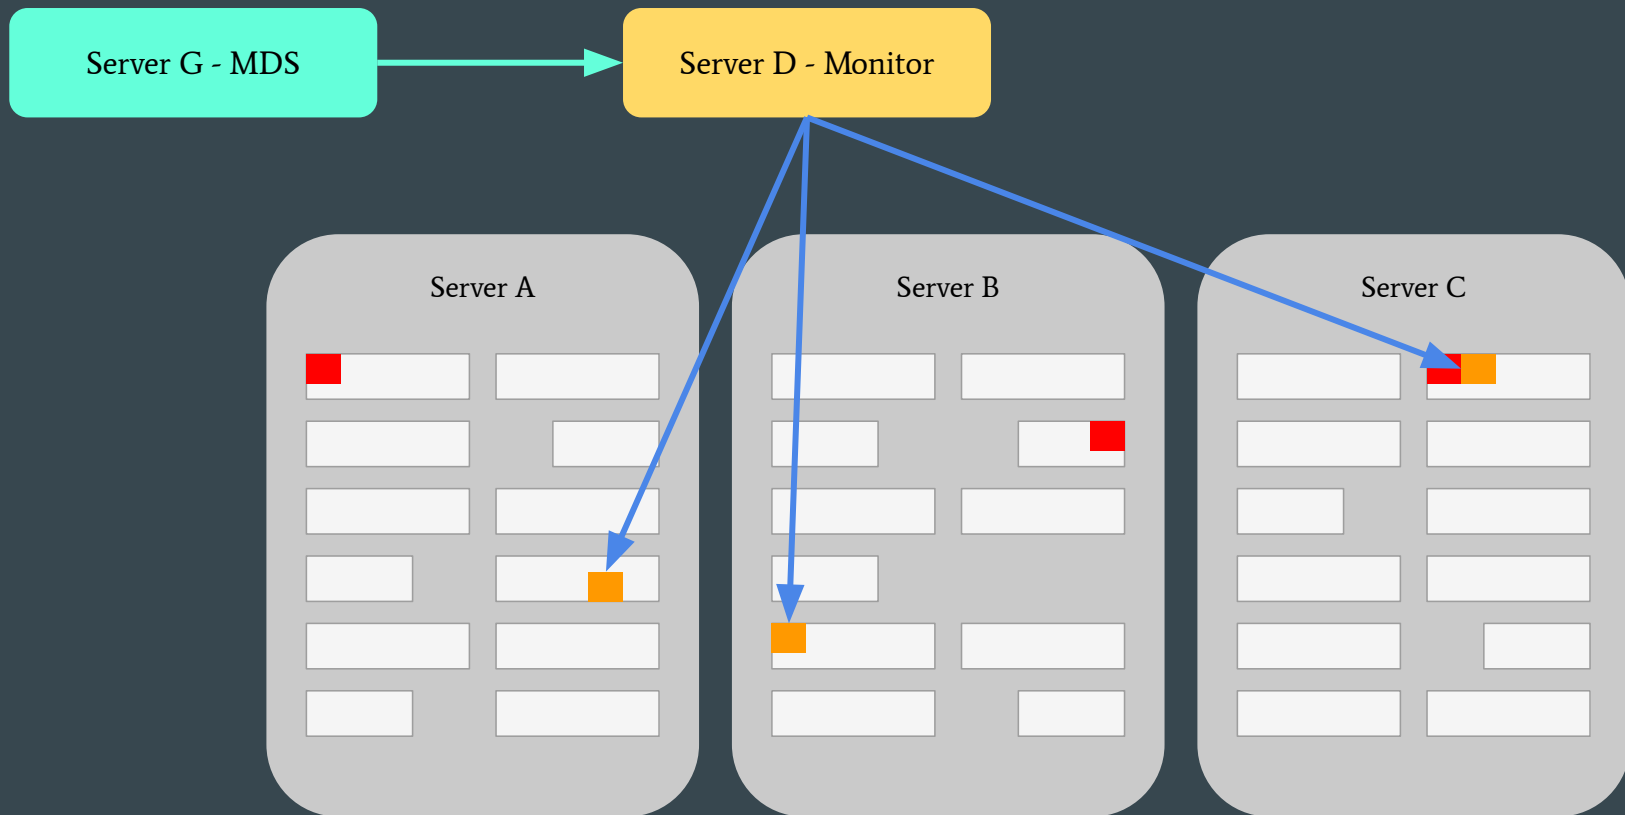 Server G - MDS
Server D - Monitor
Server A
Server B
Server C